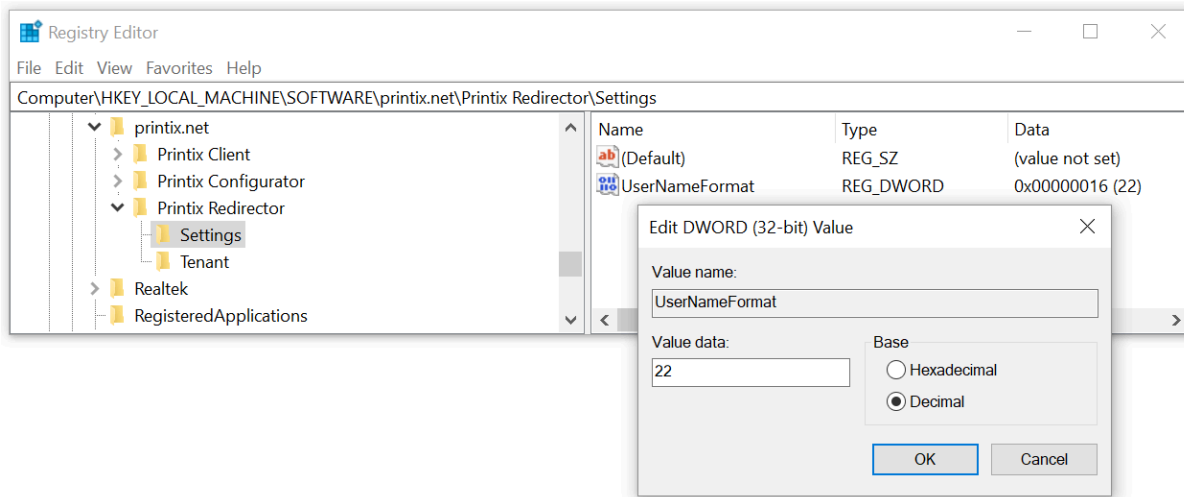 Registry Editor
File Edit View Favorites Help
Computer\HKEY_LOCAL_MACHINE\SOFTWARE\printix.net\Printix Redirector\Settings
printix.net
Printix Client
Printix Configurator
Printix Redirector
Settings
Tenant
Realtek
RegisteredApplications
Name Type Data
ab (Default) REG_SZ (value not set)
UserNameFormat REG_DWORD 0x00000016 (22)
Edit DWORD (32-bit) Value
Value name:
UserNameFormat
Value data:
22
Base
Hexadecimal
Decimal
OK Cancel